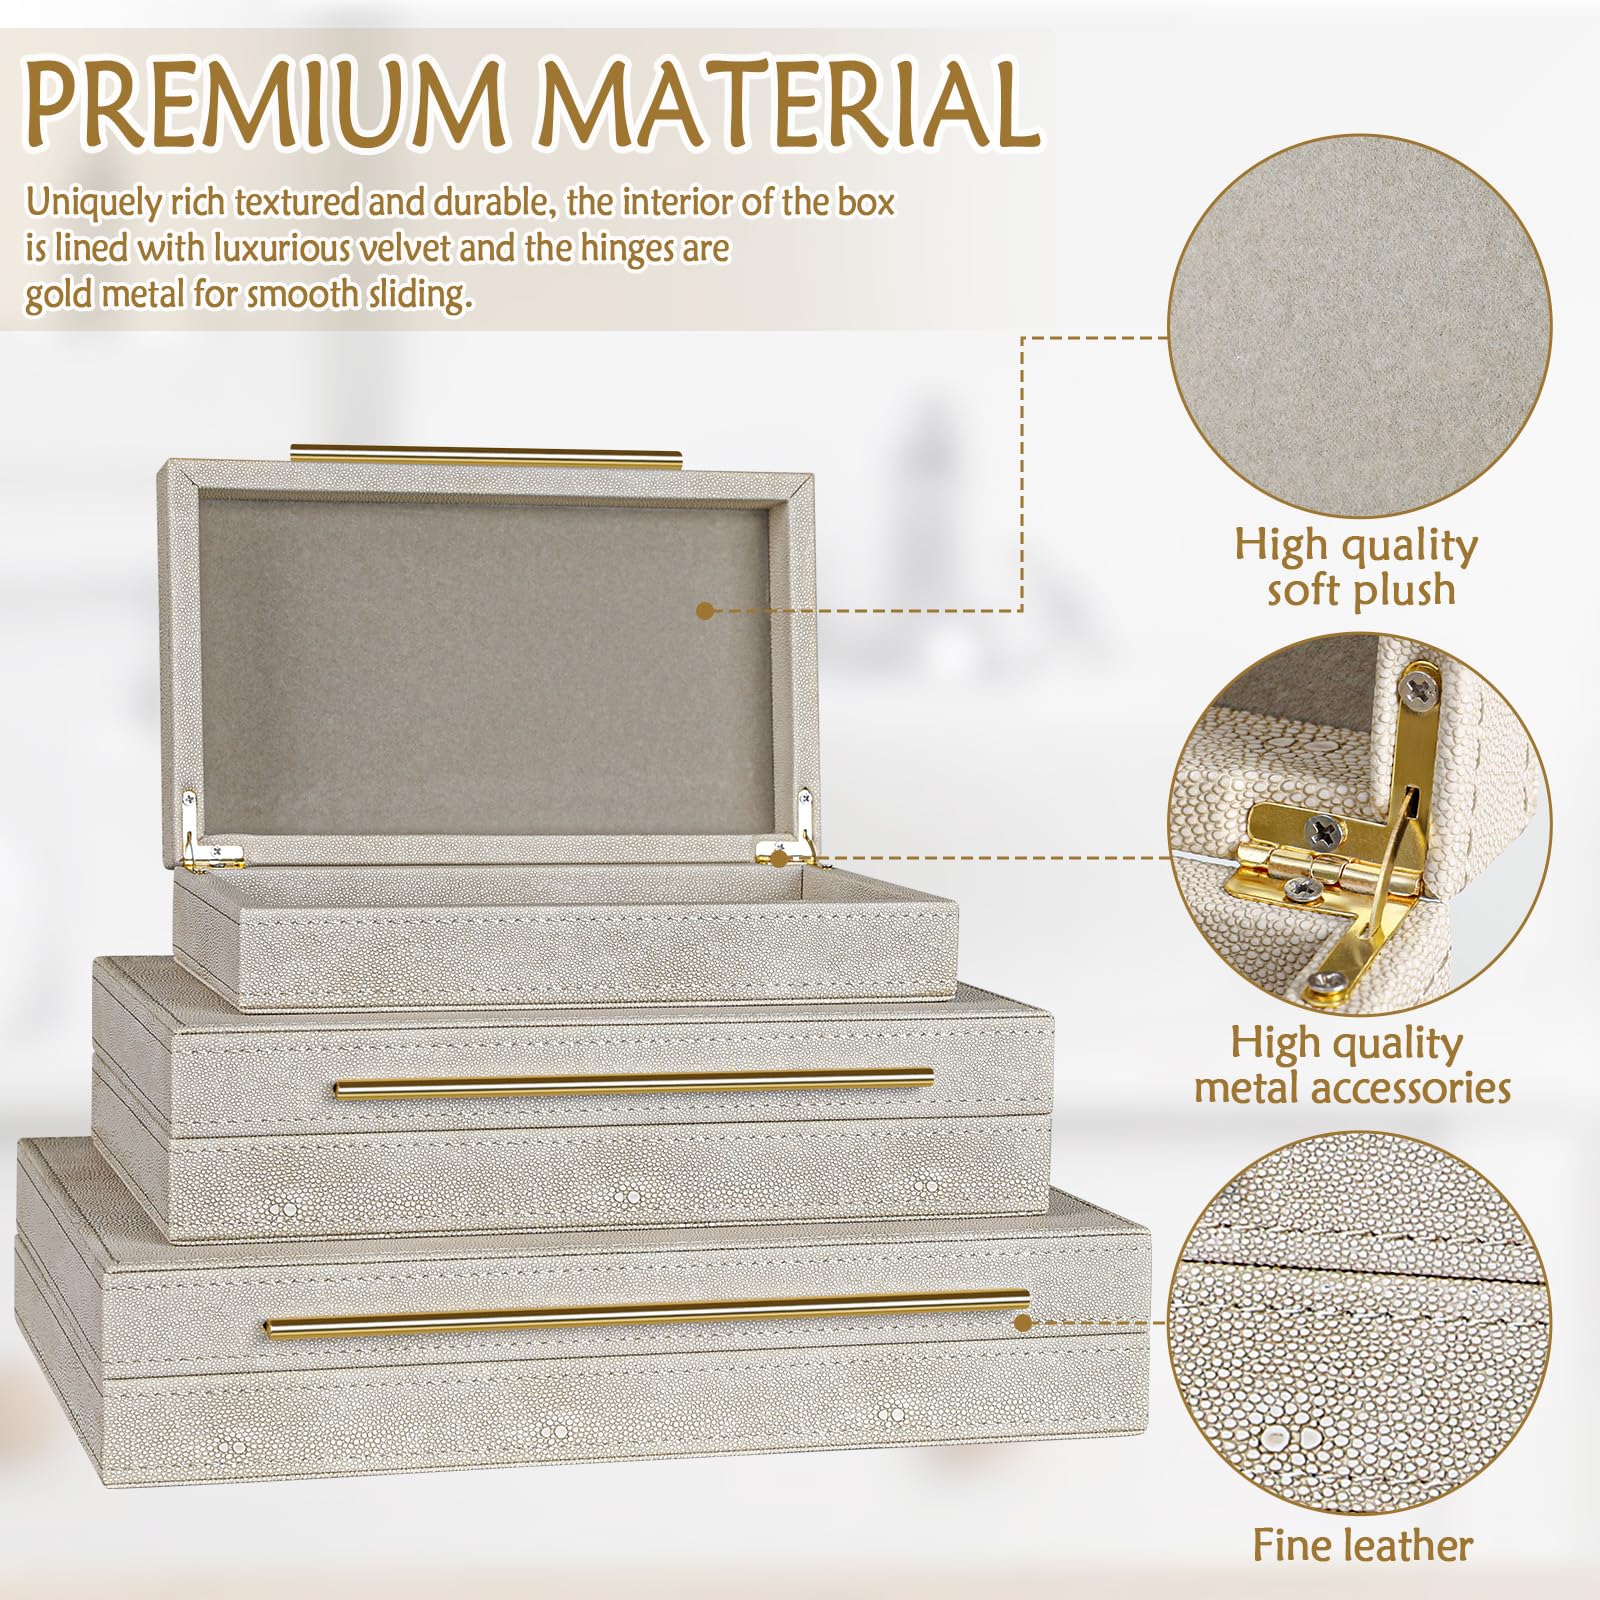 PREMIUM MATERIAL
Uniquely rich textured and durable, the interior of the box
is lined with luxurious velvet and the hinges are
gold metal for smooth sliding.
High quality
soft plush
High quality
metal accessories
Fine leather